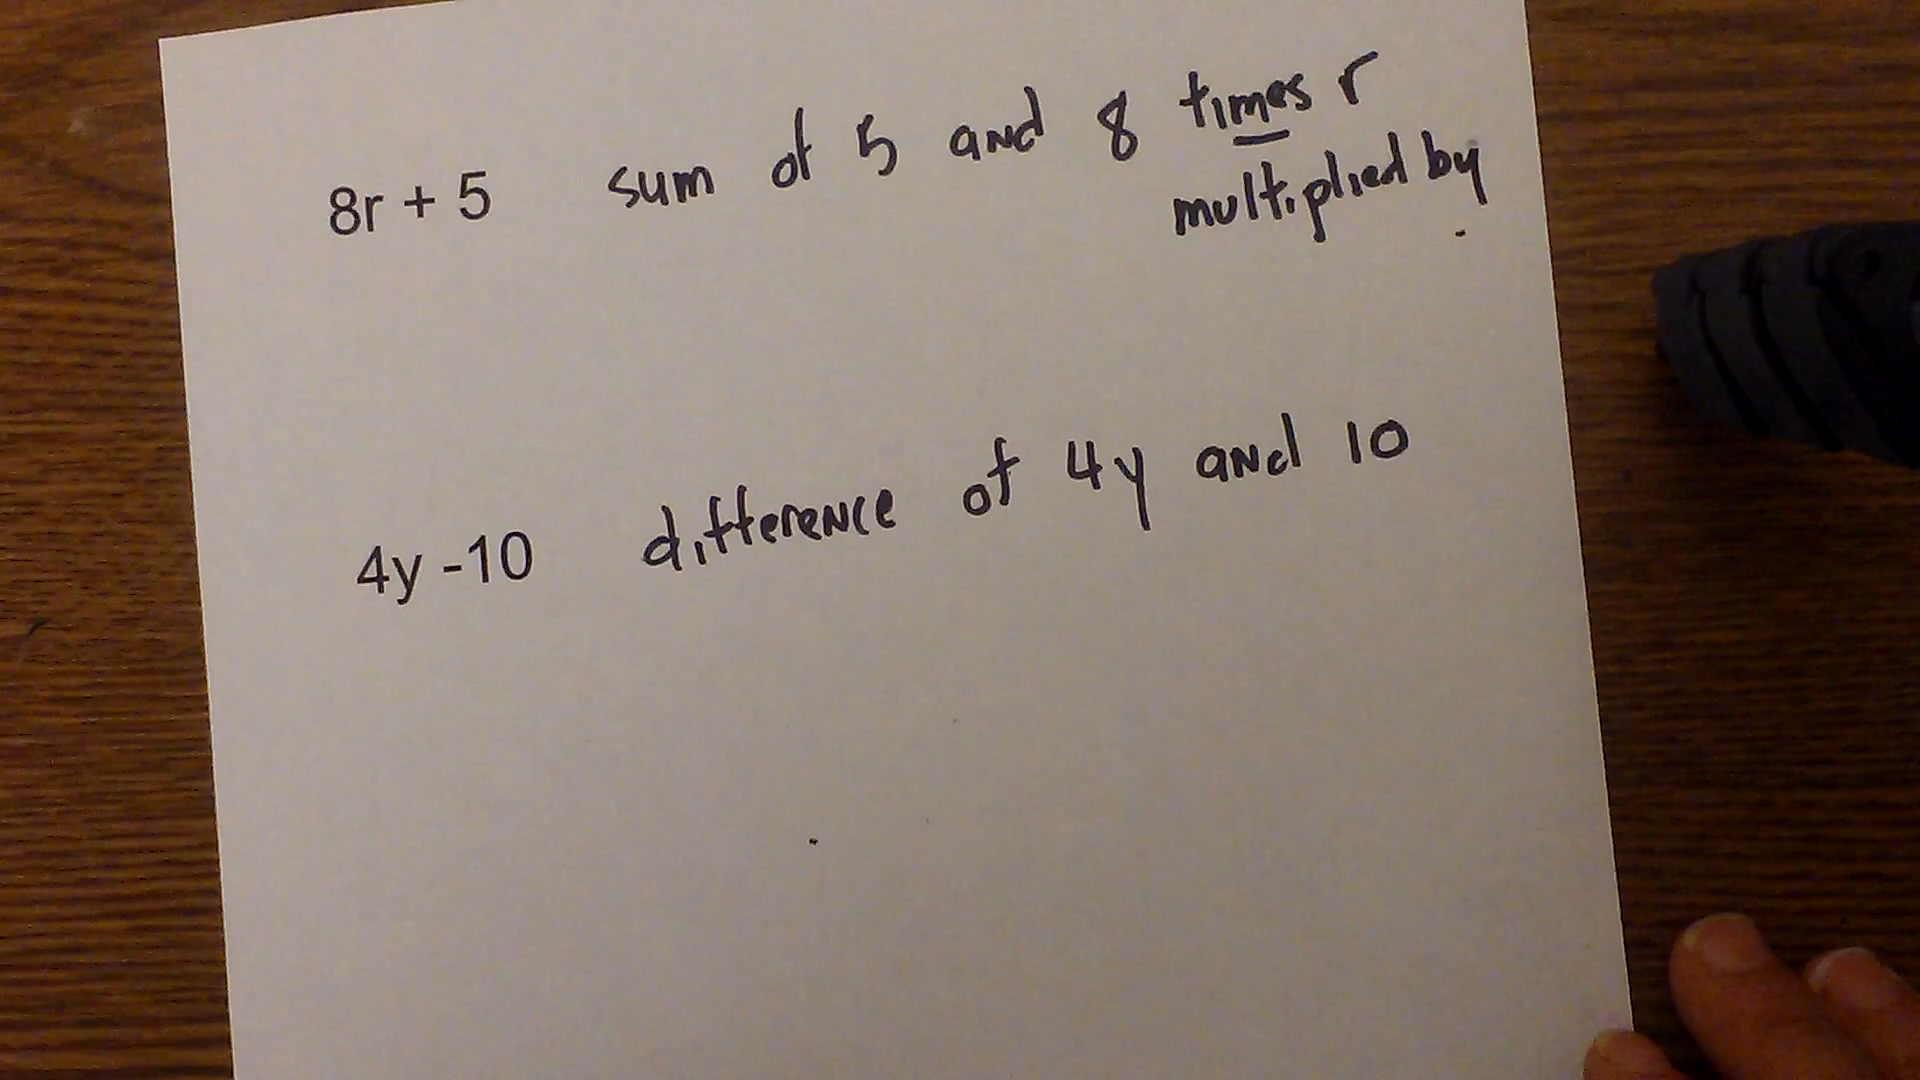 8r + 5 sum of 5 and 8 times r
multiplied by
4y -10 difference of 4y and 10